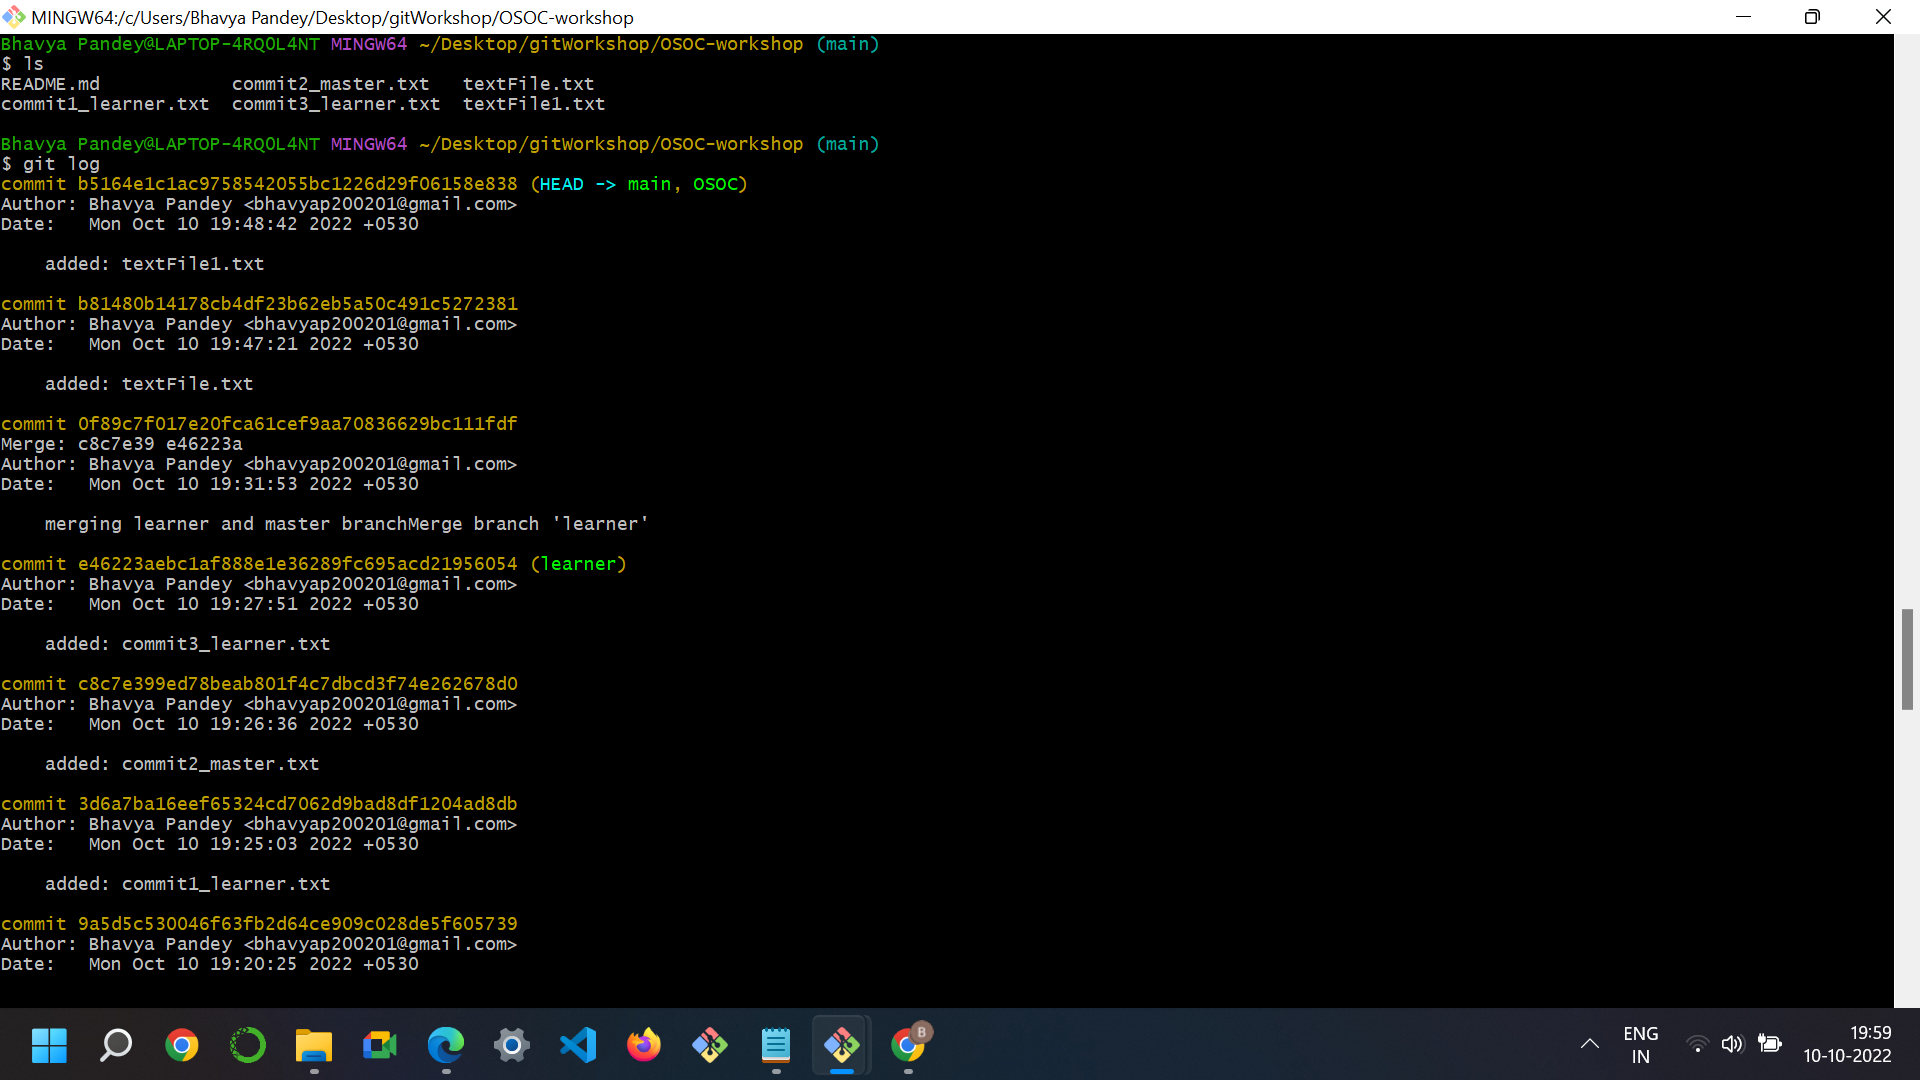 MINGW64:/c/Users/Bhavya Pandey/Desktop/gitWorkshop/OSOC-workshop
Bhavya Pandey@LAPTOP-4RQ0L4NT MINGW64 ~/Desktop/gitWorkshop/OSOC-workshop (main)
$ ls
README.md            commit2_master.txt   textFile.txt
commit1_learner.txt  commit3_learner.txt  textFile1.txt
Bhavya Pandey@LAPTOP-4RQ0L4NT MINGW64 ~/Desktop/gitWorkshop/OSOC-workshop (main)
$ git log
commit b5164e1c1ac9758542055bc1226d29f06158e838 (HEAD -> main, OSOC)
Author: Bhavya Pandey <bhavyap200201@gmail.com>
Date:   Mon Oct 10 19:48:42 2022 +0530
    added: textFile1.txt
commit b81480b14178cb4df23b62eb5a50c491c5272381
Author: Bhavya Pandey <bhavyap200201@gmail.com>
Date:   Mon Oct 10 19:47:21 2022 +0530
    added: textFile.txt
commit 0f89c7f017e20fca61cef9aa70836629bc111fdf
Merge: c8c7e39 e46223a
Author: Bhavya Pandey <bhavyap200201@gmail.com>
Date:   Mon Oct 10 19:31:53 2022 +0530
    merging learner and master branchMerge branch 'learner'
commit e46223aebc1af888e1e36289fc695acd21956054 (learner)
Author: Bhavya Pandey <bhavyap200201@gmail.com>
Date:   Mon Oct 10 19:27:51 2022 +0530
    added: commit3_learner.txt
commit c8c7e399ed78beab801f4c7dbcd3f74e262678d0
Author: Bhavya Pandey <bhavyap200201@gmail.com>
Date:   Mon Oct 10 19:26:36 2022 +0530
    added: commit2_master.txt
commit 3d6a7ba16eef65324cd7062d9bad8df1204ad8db
Author: Bhavya Pandey <bhavyap200201@gmail.com>
Date:   Mon Oct 10 19:25:03 2022 +0530
    added: commit1_learner.txt
commit 9a5d5c530046f63fb2d64ce909c028de5f605739
Author: Bhavya Pandey <bhavyap200201@gmail.com>
Date:   Mon Oct 10 19:20:25 2022 +0530
B
ENG
IN
19:59
10-10-2022